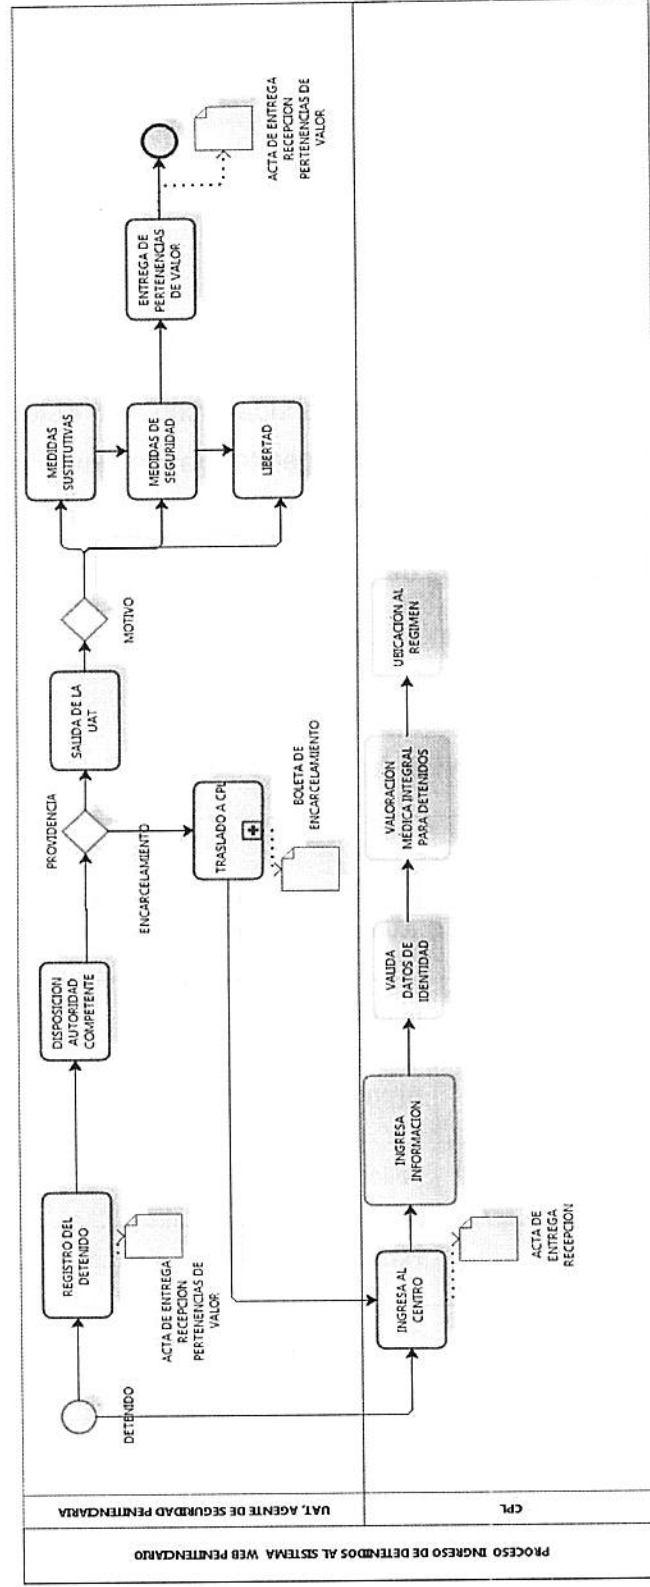 PROCESO INGRESO DE DETENIDOS AL SISTEMA WEB PENITENCIARIO
UAT, AGENTE DE SEGURIDAD PENITENCIARIA
DETENIDO
REGISTRO DEL
DETENIDO
ACTA DE ENTREGA
RECEPCION
PERTENENCIAS DE
VALOR
DISPOSICION
AUTORIDAD
COMPETENTE
PROVIDENCIA
ENCARCELAMIENTO
SALIDA DE LA
UAT
MOTIVO
MEDIDAS
SUSTITUTIVAS
MEDIDAS DE
SEGURIDAD
LIBERTAD
ENTREGA DE
PERTENENCIAS
DE VALOR
ACTA DE ENTREGA
RECEPCION
PERTENENCIAS DE
VALOR
TRASLADO A CPL
BOLETA DE
ENCARCELAMIENTO
CPL
INGRESA AL
CENTRO
ACTA DE
ENTREGA
RECEPCION
INGRESA
INFORMACION
VALIDA
DATOS DE
IDENTIDAD
VALORACIÓN
MÉDICA INTEGRAL
PARA DETENIDOS
UBICACIÓN AL
REGIMEN